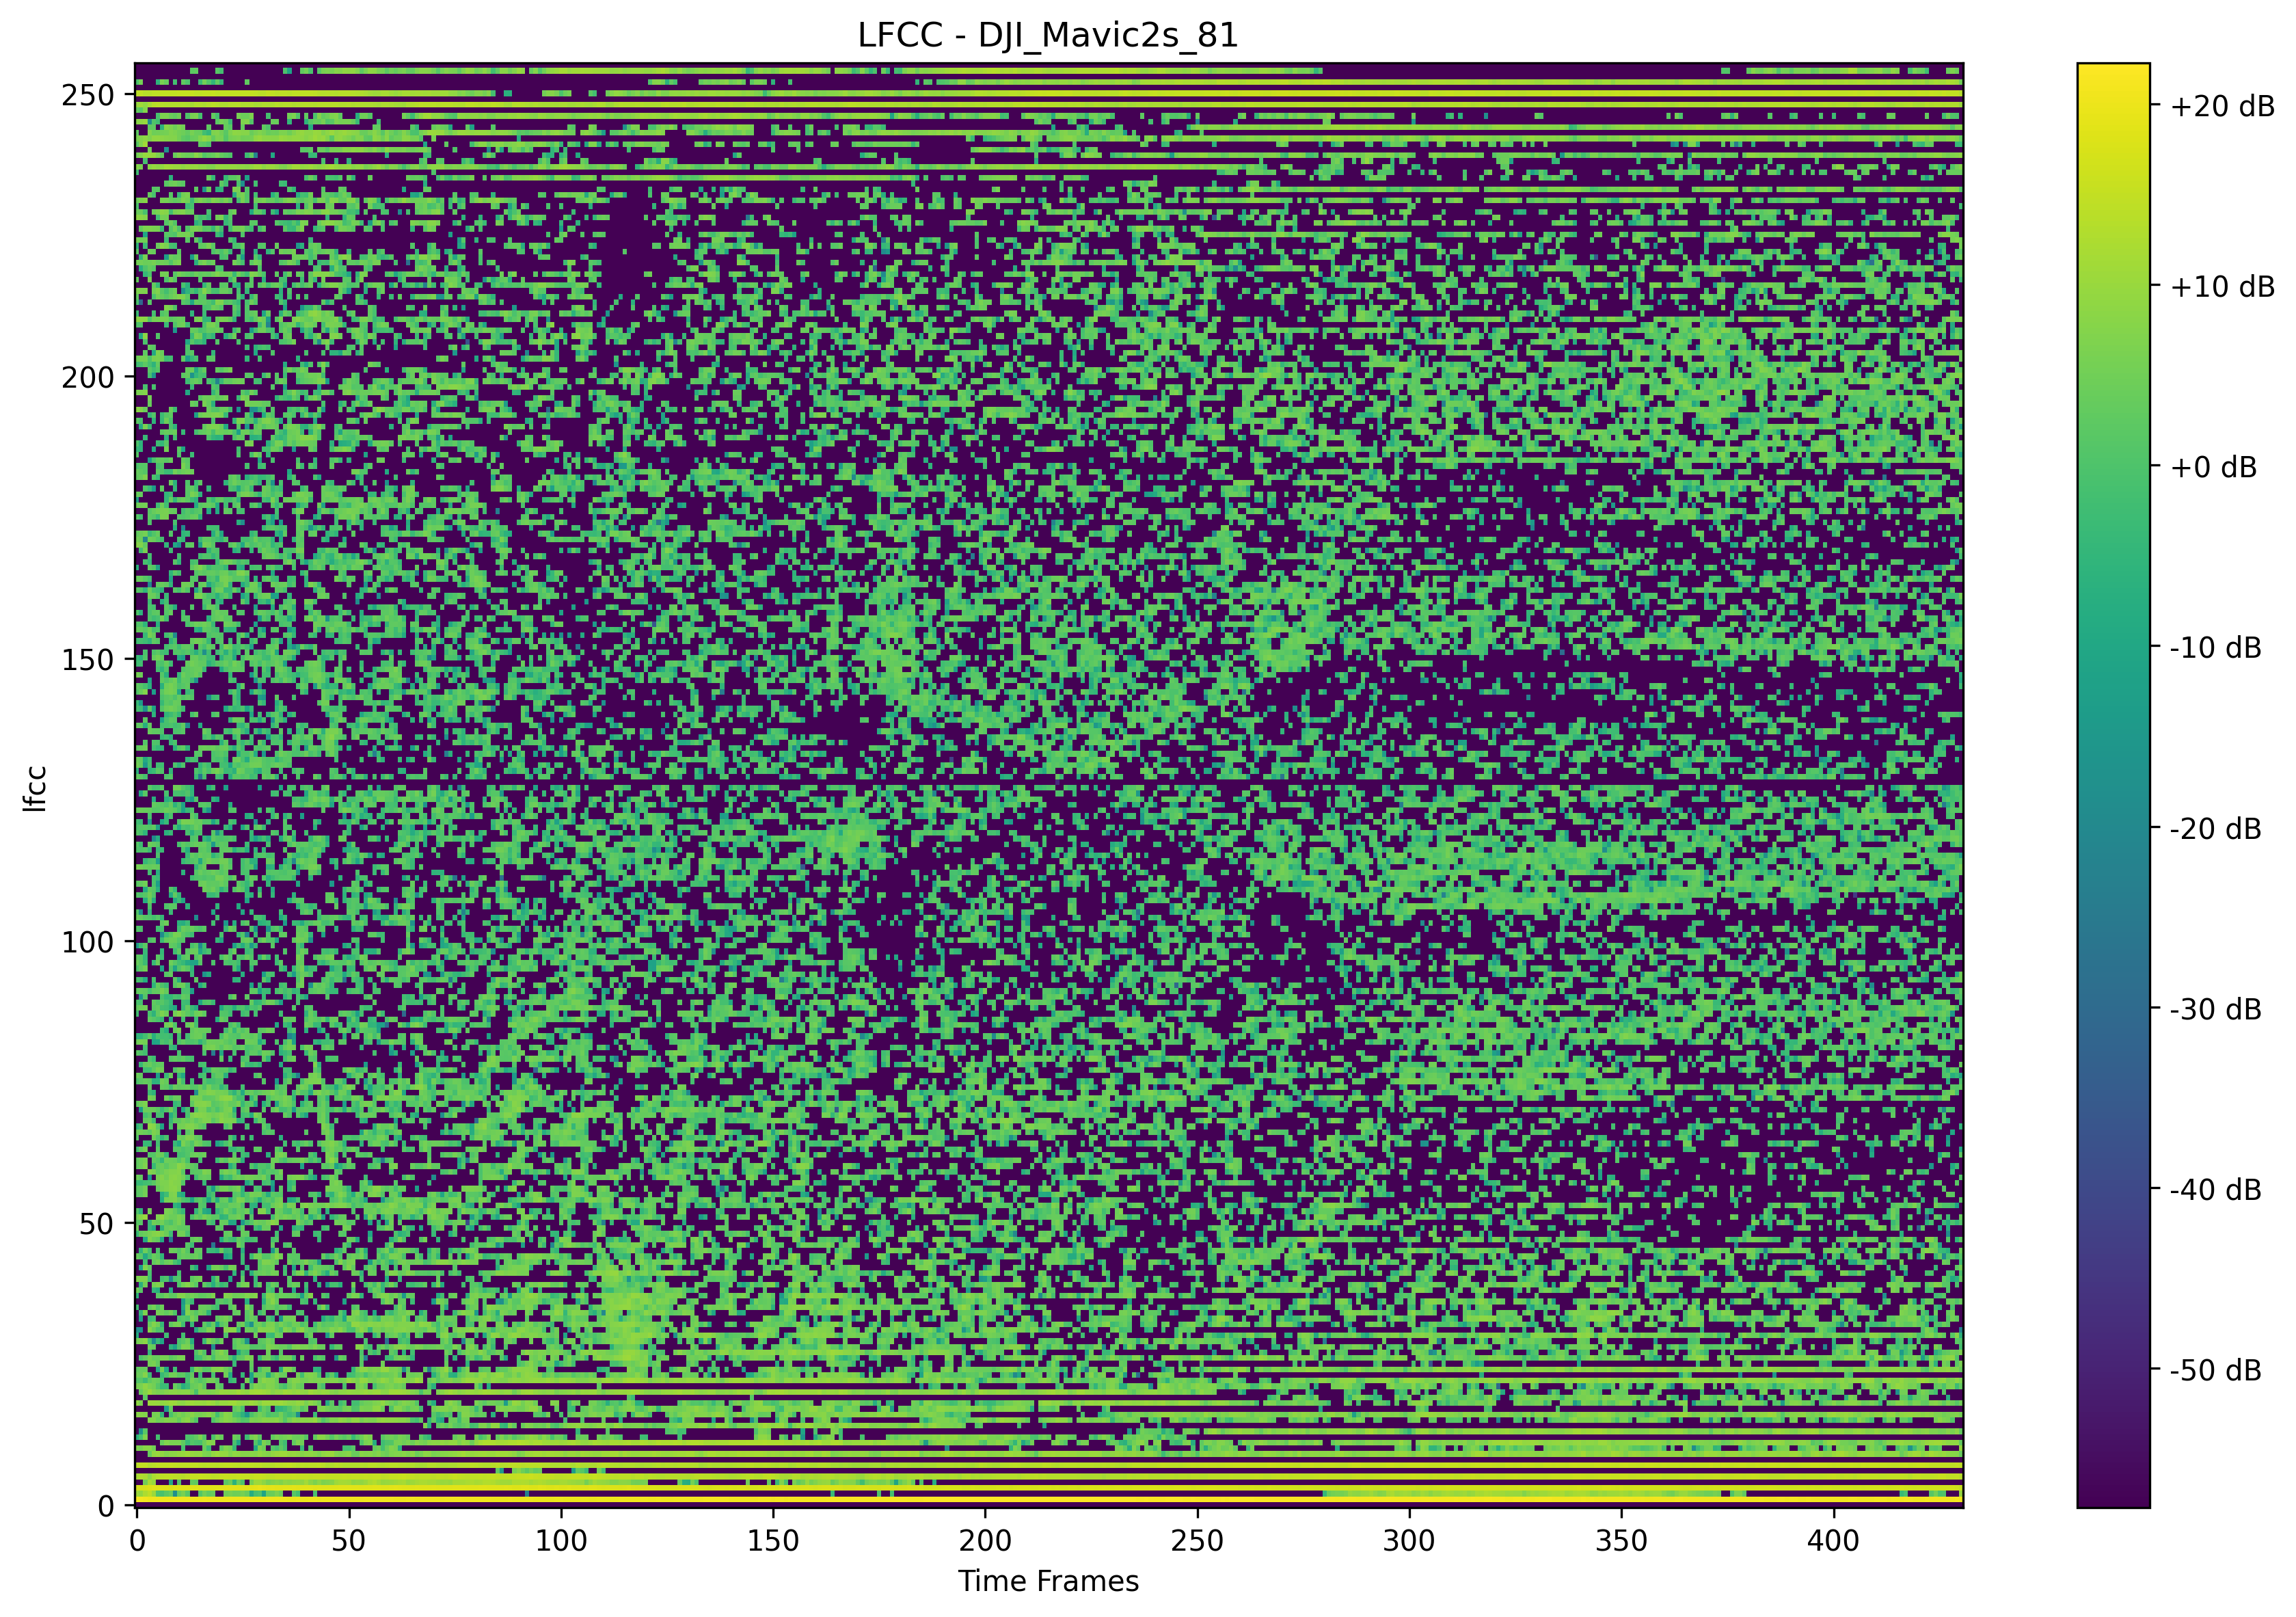 LFCC - DJI_Mavic2s_81
250
200
150
100
50
0
lfcc
0 50 100 150 200 250 300 350 400
Time Frames
+20 dB
+10 dB
+0 dB
-10 dB
-20 dB
-30 dB
-40 dB
-50 dB